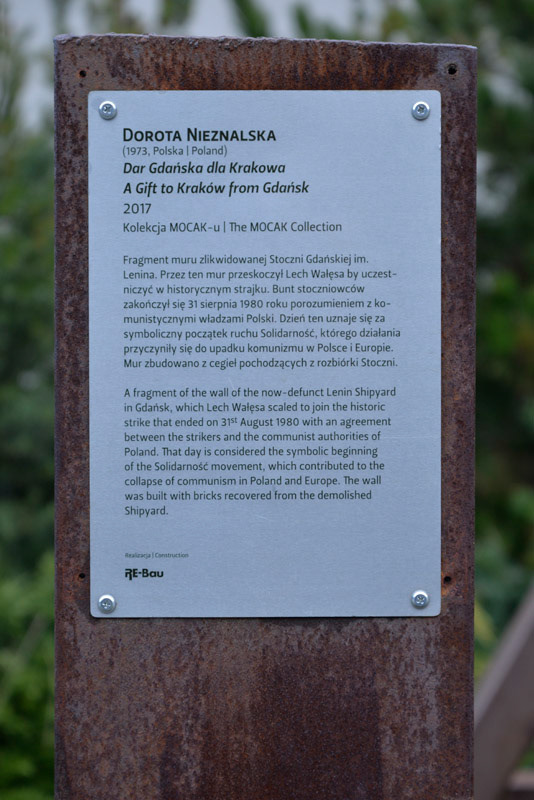 DOROTA NIEZNALSKA
(1973, Polska | Poland)
Dar Gdańska dla Krakowa
A Gift to Kraków from Gdańsk
2017
Kolekcja MOCAK-u | The MOCAK Collection
Fragment muru zlikwidowanej Stoczni Gdańskiej im.
Lenina. Przez ten mur przeskoczył Lech Wałęsa by uczest-
niczyć w historycznym strajku. Bunt stoczniowców
zakończył się 31 sierpnia 1980 roku porozumieniem z ko-
munistycznymi władzami Polski. Dzień ten uznaje się za
symboliczny początek ruchu Solidarność, którego działania
przyczyniły się do upadku komunizmu w Polsce i Europie.
Mur zbudowano z cegieł pochodzących z rozbiórki Stoczni.
A fragment of the wall of the now-defunct Lenin Shipyard
in Gdańsk, which Lech Wałęsa scaled to join the historic
strike that ended on 31st August 1980 with an agreement
between the strikers and the communist authorities of
Poland. That day is considered the symbolic beginning
of the Solidarność movement, which contributed to the
collapse of communism in Poland and Europe. The wall
was built with bricks recovered from the demolished
Shipyard.
Realizacja | Construction
RE-Bau